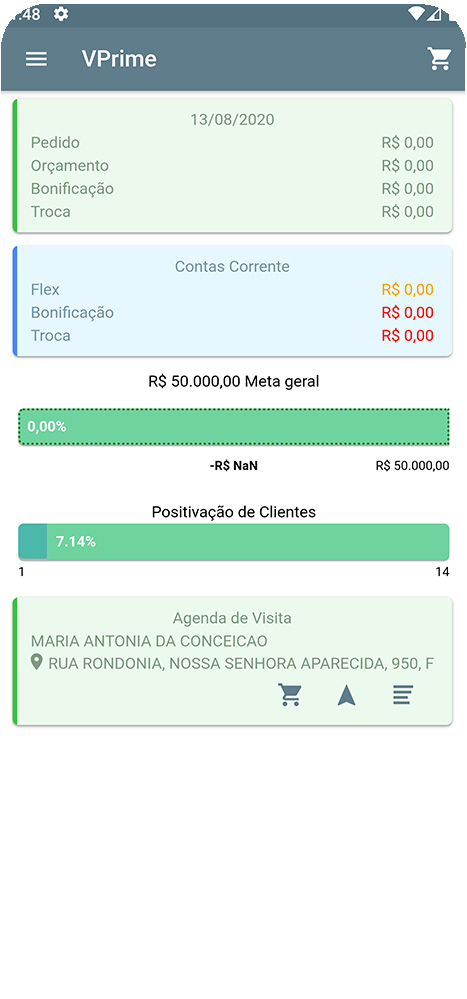 :48
VPrime
13/08/2020
Pedido R$ 0,00
Orçamento R$ 0,00
Bonificação R$ 0,00
Troca R$ 0,00
Contas Corrente
Flex R$ 0,00
Bonificação R$ 0,00
Troca R$ 0,00
R$ 50.000,00 Meta geral
0,00%
-R$ NaN R$ 50.000,00
Positivação de Clientes
7.14%
1 14
Agenda de Visita
MARIA ANTONIA DA CONCEICAO
RUA RONDONIA, NOSSA SENHORA APARECIDA, 950, F